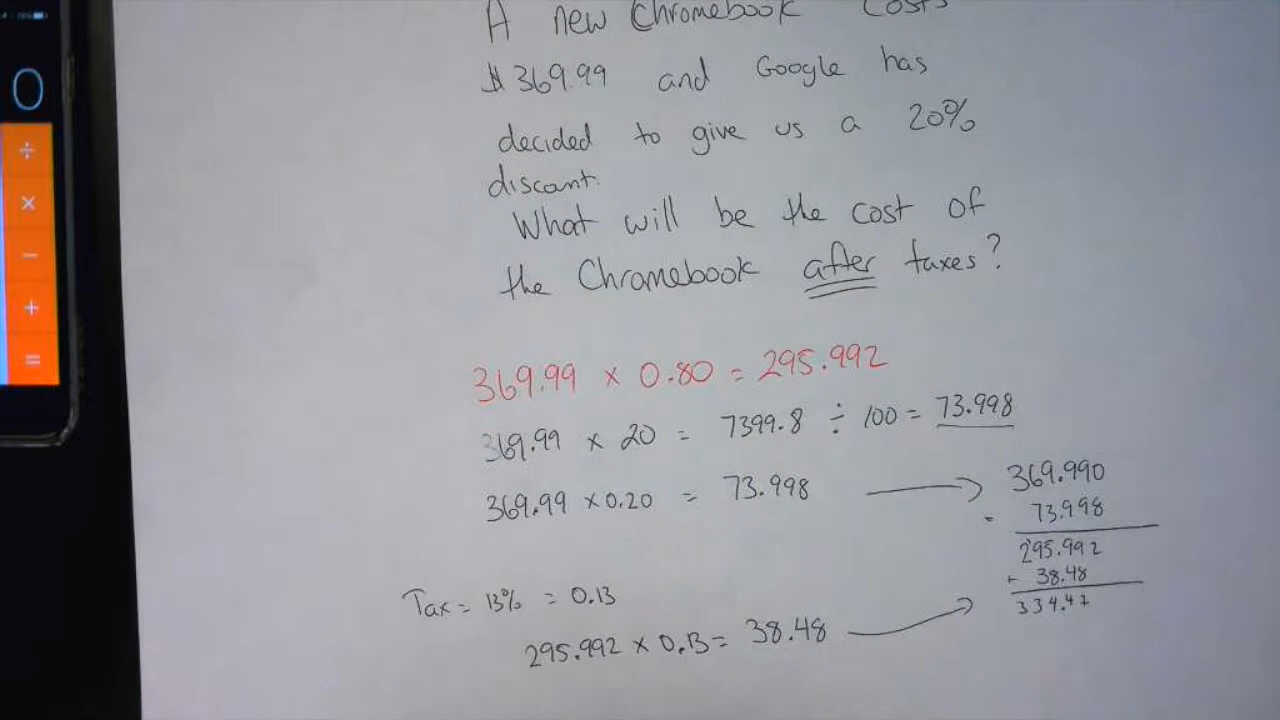 A new Chromebook costs
$369.99 and Google has
decided to give us a 20%
discount.
What will be the cost of
the Chromebook after taxes?
369.99 x 0.80 = 295.992
369.99 x 20 = 7399.8 ÷ 100 = 73.998
369.99 x 0.20 = 73.998
369.990
- 73.998
295.992
+ 38.48
334.47
Tax = 13% = 0.13
295.992 x 0.13 = 38.48
0
÷
×
−
+
=